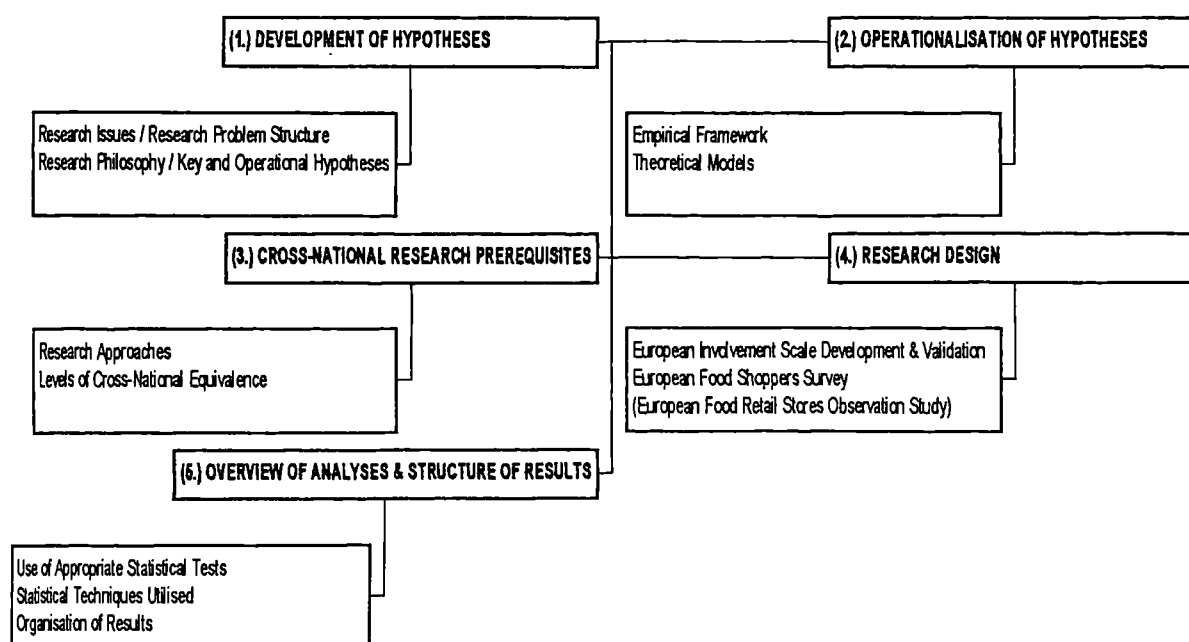 (1.) DEVELOPMENT OF HYPOTHESES
(2.) OPERATIONALISATION OF HYPOTHESES
Research Issues / Research Problem Structure
Research Philosophy / Key and Operational Hypotheses
Empirical Framework
Theoretical Models
(3.) CROSS-NATIONAL RESEARCH PREREQUISITES
(4.) RESEARCH DESIGN
Research Approaches
Levels of Cross-National Equivalence
European Involvement Scale Development & Validation
European Food Shoppers Survey
(European Food Retail Stores Observation Study)
(5.) OVERVIEW OF ANALYSES & STRUCTURE OF RESULTS
Use of Appropriate Statistical Tests
Statistical Techniques Utilised
Organisation of Results